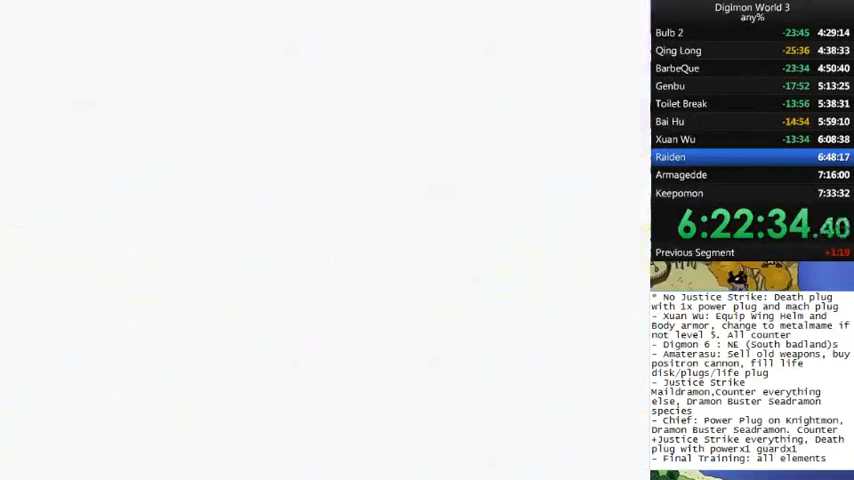 Digimon World 3
any%
Bulb 2 -23:45 4:29:14
Qing Long -25:36 4:38:33
BarbeQue -23:34 4:50:40
Genbu -17:52 5:13:25
Toilet Break -13:56 5:38:31
Bai Hu -14:54 5:59:10
Xuan Wu -13:34 6:08:38
Raiden 6:48:17
Armagedde 7:16:00
Keepomon 7:33:32
6:22:34.40
Previous Segment +1:19
* No Justice Strike: Death plug
with 1x power plug and mach plug
- Xuan Wu: Equip Wing Helm and
Body armor, change to metalmame if
not level 5. All counter
- Digmon 6 : NE (South badland)s
- Amaterasu: Sell old weapons, buy
positron cannon, fill life
disk/plugs/life plug
- Justice Strike
Maildramon,Counter everything
else, Dramon Buster Seadramon
species
- Chief: Power Plug on Knightmon,
Dramon Buster Seadramon. Counter
+Justice Strike everything, Death
plug with powerx1 guardx1
- Final Training: all elements